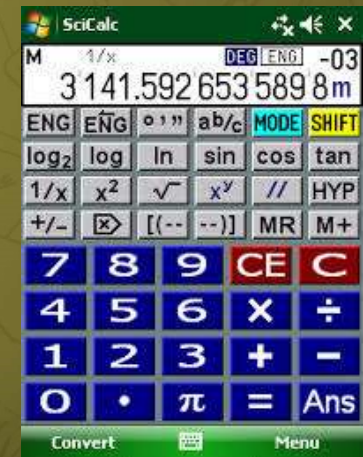 SciCalc
M 1/x DEG ENG -03
3'141.592 653 589 8 m
ENG ENG ° ' " ab/c MODE SHIFT
log2 log ln sin cos tan
1/x x² √ xʸ // HYP
+/- [(-- --)] MR M+
7 8 9 CE C
4 5 6 × ÷
1 2 3 + −
0 • π = Ans
Convert Menu